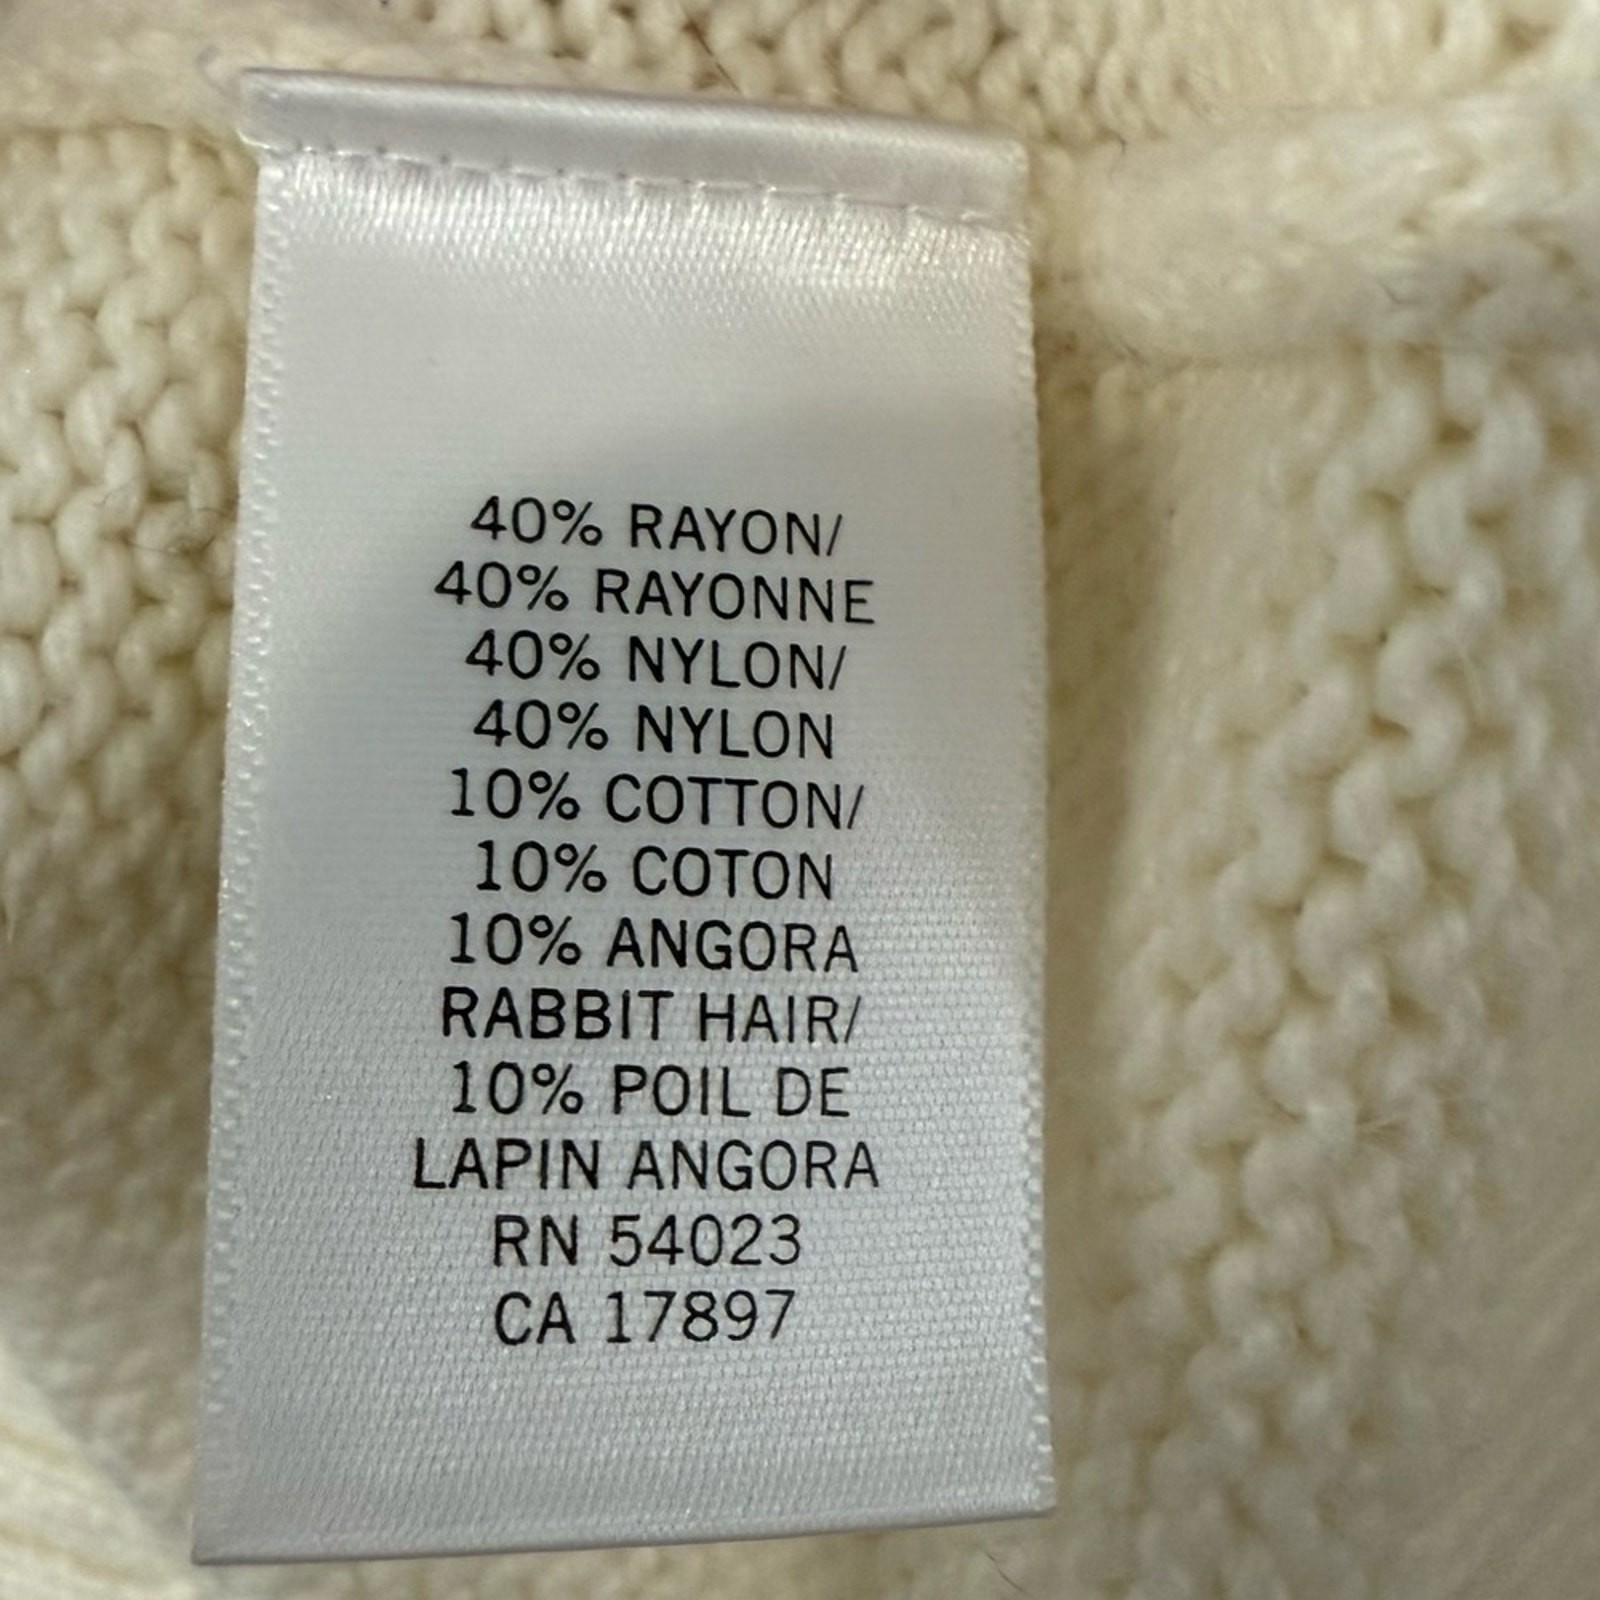 40% RAYON/
40% RAYONNE
40% NYLON/
40% NYLON
10% COTTON/
10% COTON
10% ANGORA
RABBIT HAIR/
10% POIL DE
LAPIN ANGORA
RN 54023
CA 17897